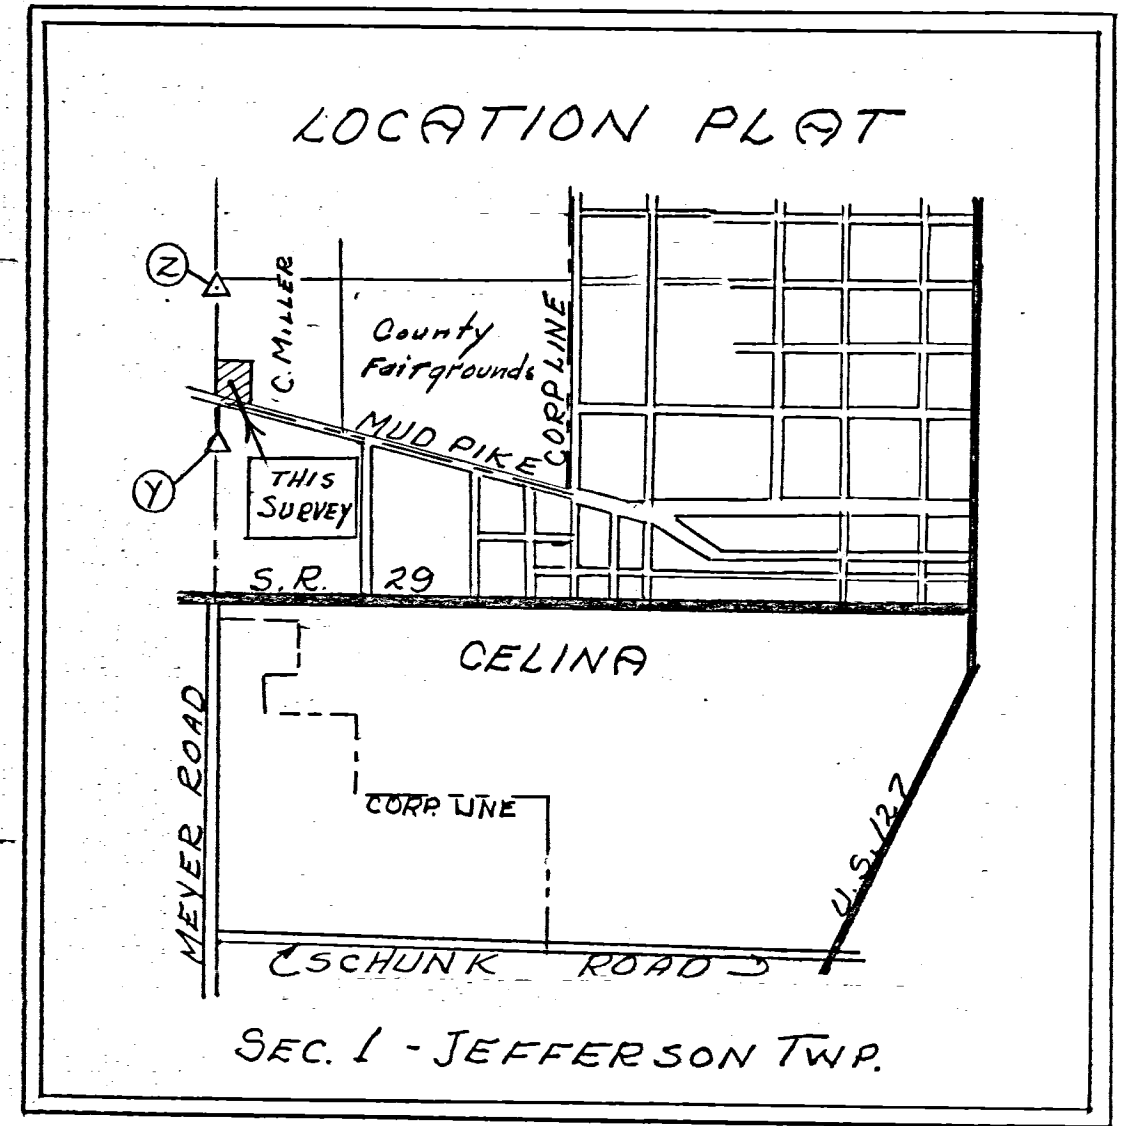 LOCATION PLAT
Z
C. MILLER
County
Fairgrounds
CORP LINE
MUD PIKE
Y
THIS
SURVEY
S.R. 29
CELINA
MEYER ROAD
CORP. LINE
U.S. 127
SCHUNK ROAD
SEC. 1 - JEFFERSON TWP.